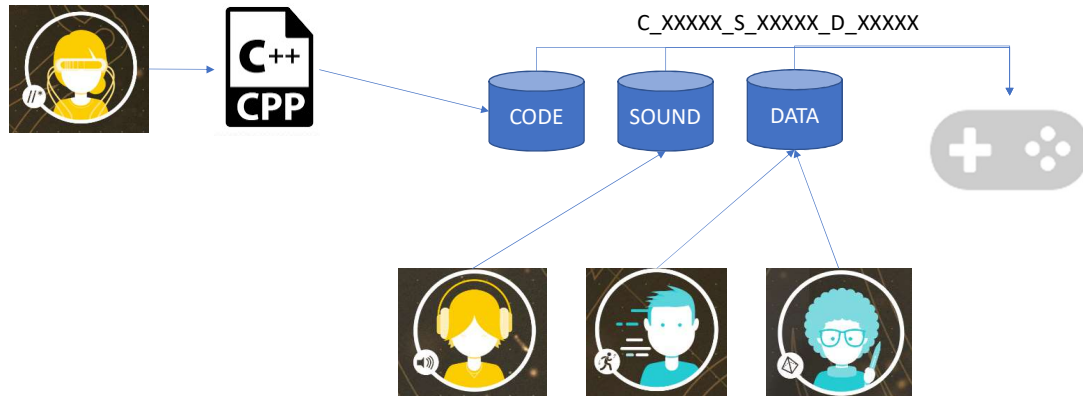 C_XXXXX_S_XXXXX_D_XXXXX
//*
C++
CPP
CODE
SOUND
DATA